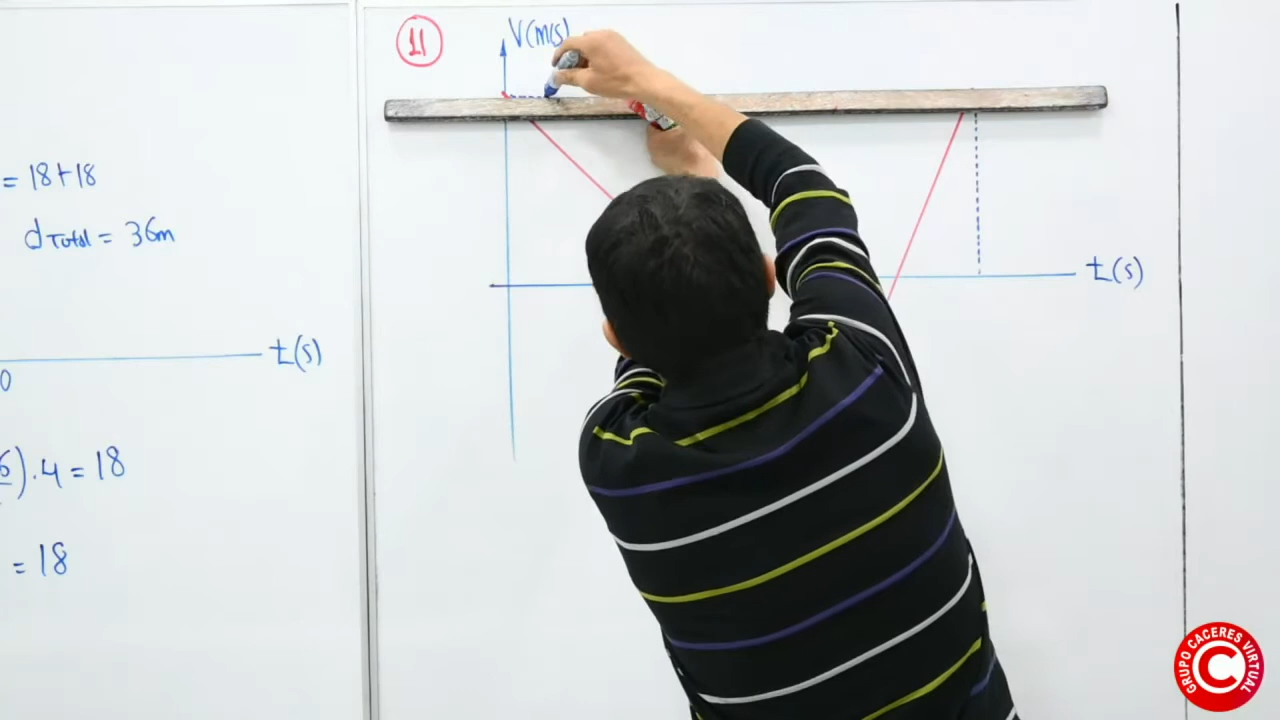 = 18+18
d Total = 36m
t(s)
0
6/).4 = 18
= 18
11
V(m/s)
t(s)
GRUPO CACERES VIRTUAL
C